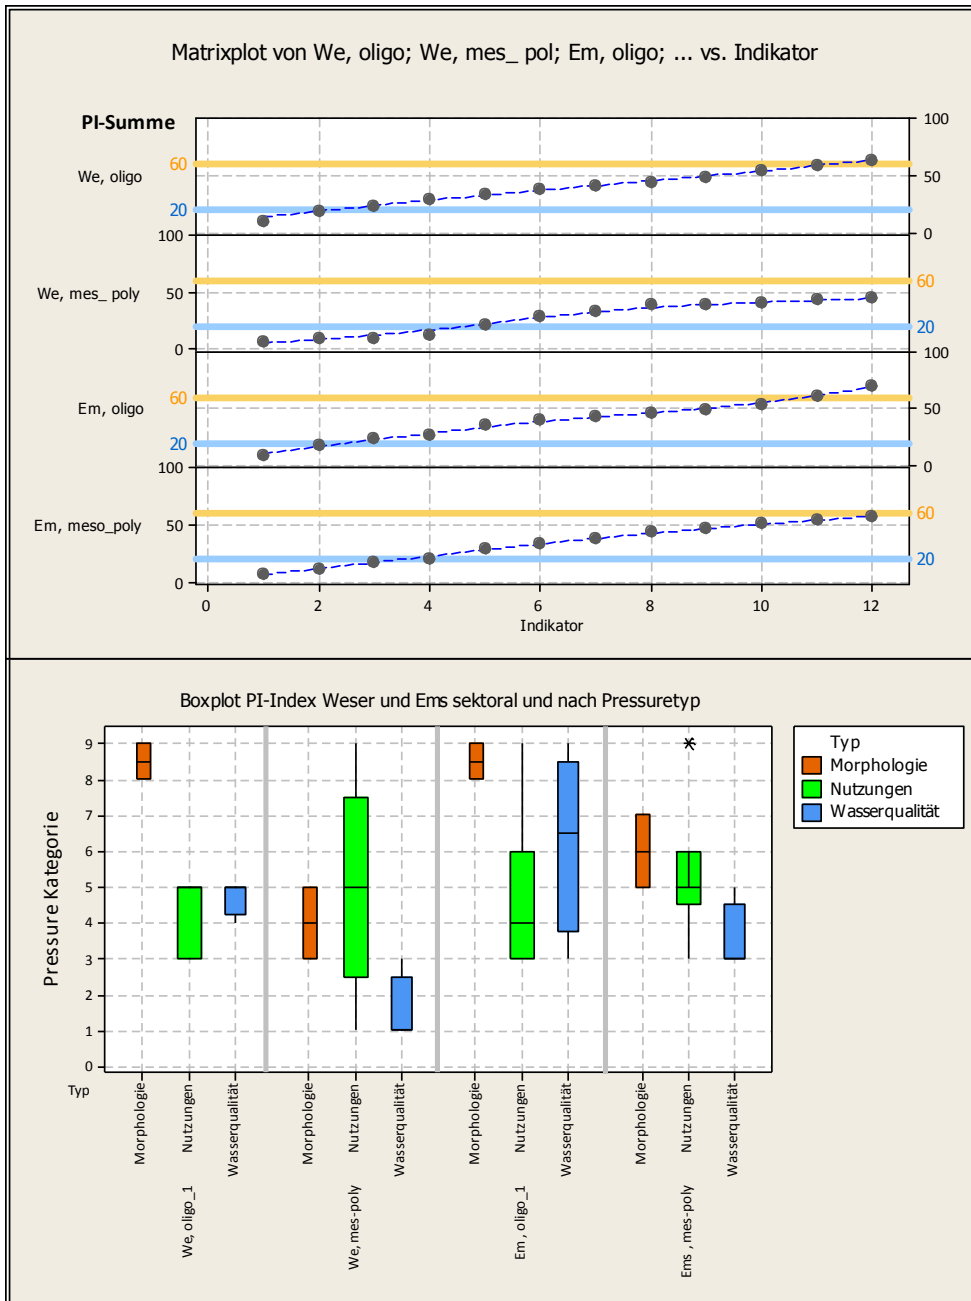 Matrixplot von We, oligo; We, mes_ pol; Em, oligo; ... vs. Indikator
PI-Summe
100
60
We, oligo
50
20
0
100
60
We, mes_ poly
50
20
0
100
60
Em, oligo
50
20
0
100
60
Em, meso_poly
50
20
0
0 2 4 6 8 10 12
Indikator
Boxplot PI-Index Weser und Ems sektoral und nach Pressuretyp
Pressure Kategorie
9
8
7
6
5
4
3
2
1
0
Typ
Morphologie
Nutzungen
Wasserqualität
Typ
Morphologie
Nutzungen
Wasserqualität
Morphologie
Nutzungen
Wasserqualität
Morphologie
Nutzungen
Wasserqualität
Morphologie
Nutzungen
Wasserqualität
We, oligo_1
We, mes-poly
Em , oligo_1
Ems , mes-poly